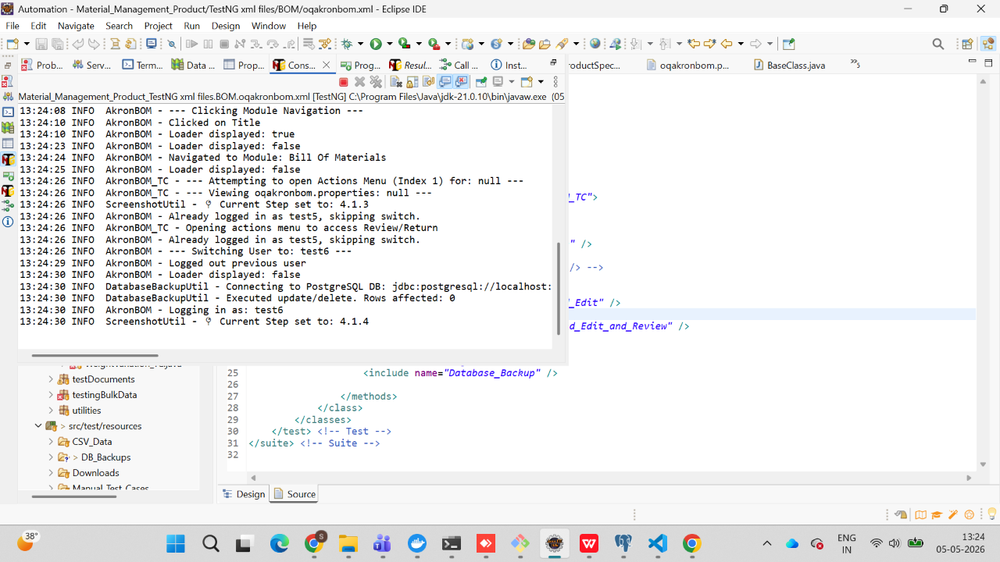 Automation - Material_Management_Product/TestNG xml files/BOM/oqakronbom.xml - Eclipse IDE
File Edit Navigate Search Project Run Design Window Help
Prob... Serv... Term... Data ... Prop... Cons... Prog... Resul... Call ... Inst... roductSpec... oqakronbom.p... BaseClass.java »5
Material_Management_Product_TestNG xml files.BOM.oqakronbom.xml [TestNG] C:\Program Files\Java\jdk-21.0.10\bin\javaw.exe (05
13:24:08 INFO AkronBOM - --- Clicking Module Navigation ---
13:24:10 INFO AkronBOM - Clicked on Title
13:24:10 INFO AkronBOM - Loader displayed: true
13:24:23 INFO AkronBOM - Loader displayed: false
13:24:24 INFO AkronBOM - Navigated to Module: Bill Of Materials
13:24:25 INFO AkronBOM - Loader displayed: false
13:24:26 INFO AkronBOM_TC - --- Attempting to open Actions Menu (Index 1) for: null ---
13:24:26 INFO AkronBOM_TC - --- Viewing oqakronbom.properties: null ---
13:24:26 INFO ScreenshotUtil - Current Step set to: 4.1.3
13:24:26 INFO AkronBOM - Already logged in as test5, skipping switch.
13:24:26 INFO AkronBOM_TC - Opening actions menu to access Review/Return
13:24:26 INFO AkronBOM - Already logged in as test5, skipping switch.
13:24:26 INFO AkronBOM - --- Switching User to: test6 ---
13:24:29 INFO AkronBOM - Logged out previous user
13:24:30 INFO AkronBOM - Loader displayed: false
13:24:30 INFO DatabaseBackupUtil - Connecting to PostgreSQL DB: jdbc:postgresql://localhost:
13:24:30 INFO DatabaseBackupUtil - Executed update/delete. Rows affected: 0
13:24:30 INFO AkronBOM - Logging in as: test6
13:24:30 INFO ScreenshotUtil - Current Step set to: 4.1.4
_TC">
" />
/> -->
_Edit" />
d_Edit_and_Review" />
testDocuments
testingBulkData
utilities
> src/test/resources
CSV_Data
> DB_Backups
Downloads
Manual_Test_Cases
25 <include name="Database_Backup" />
26
27 </methods>
28 </class>
29 </classes>
30 </test> <!-- Test -->
31 </suite> <!-- Suite -->
32
Design Source
38°
S
ENG
IN
13:24
05-05-2026